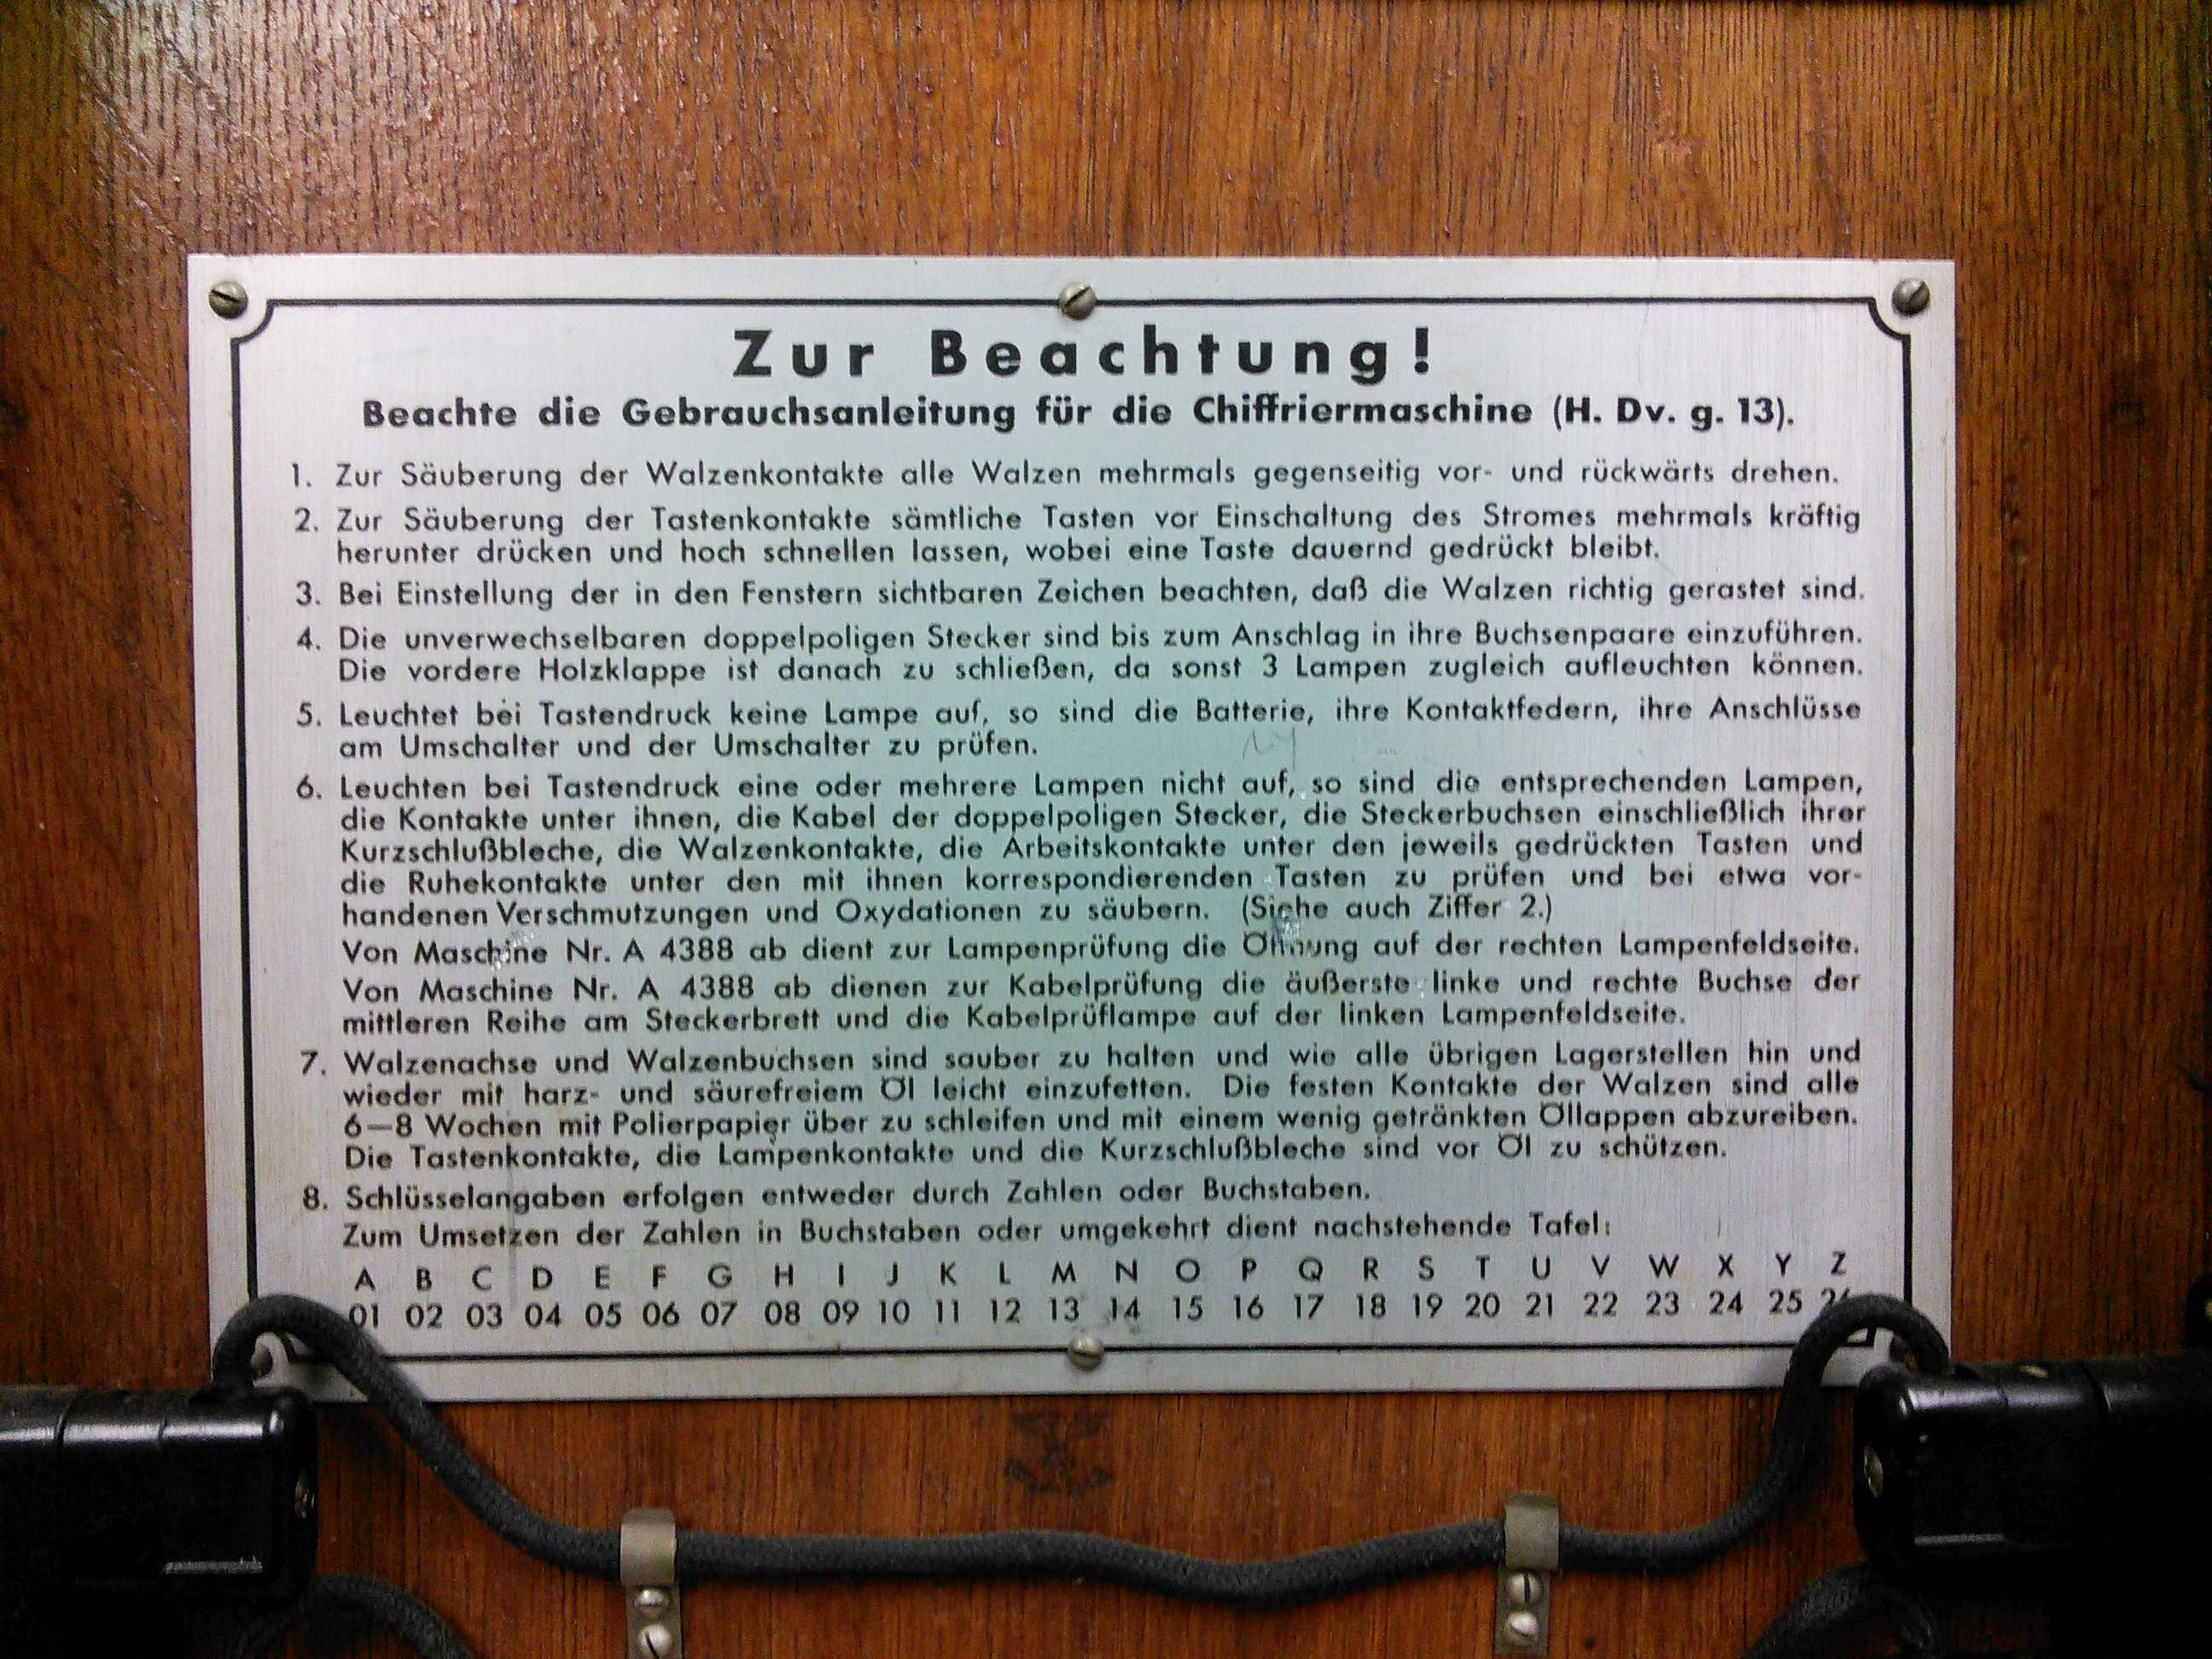 Zur Beachtung!
Beachte die Gebrauchsanleitung für die Chiffriermaschine (H. Dv. g. 13).
1. Zur Säuberung der Walzenkontakte alle Walzen mehrmals gegenseitig vor- und rückwärts drehen.
2. Zur Säuberung der Tastenkontakte sämtliche Tasten vor Einschaltung des Stromes mehrmals kräftig
herunter drücken und hoch schnellen lassen, wobei eine Taste dauernd gedrückt bleibt.
3. Bei Einstellung der in den Fenstern sichtbaren Zeichen beachten, daß die Walzen richtig gerastet sind.
4. Die unverwechselbaren doppelpoligen Stecker sind bis zum Anschlag in ihre Buchsenpaare einzuführen.
Die vordere Holzklappe ist danach zu schließen, da sonst 3 Lampen zugleich aufleuchten können.
5. Leuchtet bei Tastendruck keine Lampe auf, so sind die Batterie, ihre Kontaktfedern, ihre Anschlüsse
am Umschalter und der Umschalter zu prüfen.
6. Leuchten bei Tastendruck eine oder mehrere Lampen nicht auf, so sind die entsprechenden Lampen,
die Kontakte unter ihnen, die Kabel der doppelpoligen Stecker, die Steckerbuchsen einschließlich ihrer
Kurzschlußbleche, die Walzenkontakte, die Arbeitskontakte unter den jeweils gedrückten Tasten und
die Ruhekontakte unter den mit ihnen korrespondierenden Tasten zu prüfen und bei etwa vor-
handenen Verschmutzungen und Oxydationen zu säubern. (Siehe auch Ziffer 2.)
Von Maschine Nr. A 4388 ab dient zur Lampenprüfung die Öffnung auf der rechten Lampenfeldseite.
Von Maschine Nr. A 4388 ab dienen zur Kabelprüfung die äußerste linke und rechte Buchse der
mittleren Reihe am Steckerbrett und die Kabelprüflampe auf der linken Lampenfeldseite.
7. Walzenachse und Walzenbuchsen sind sauber zu halten und wie alle übrigen Lagerstellen hin und
wieder mit harz- und säurefreiem Öl leicht einzufetten. Die festen Kontakte der Walzen sind alle
6—8 Wochen mit Polierpapier über zu schleifen und mit einem wenig getränkten Öllappen abzureiben.
Die Tastenkontakte, die Lampenkontakte und die Kurzschlußbleche sind vor Öl zu schützen.
8. Schlüsselangaben erfolgen entweder durch Zahlen oder Buchstaben.
Zum Umsetzen der Zahlen in Buchstaben oder umgekehrt dient nachstehende Tafel:
A B C D E F G H I J K L M N O P Q R S T U V W X Y Z
01 02 03 04 05 06 07 08 09 10 11 12 13 14 15 16 17 18 19 20 21 22 23 24 25 26